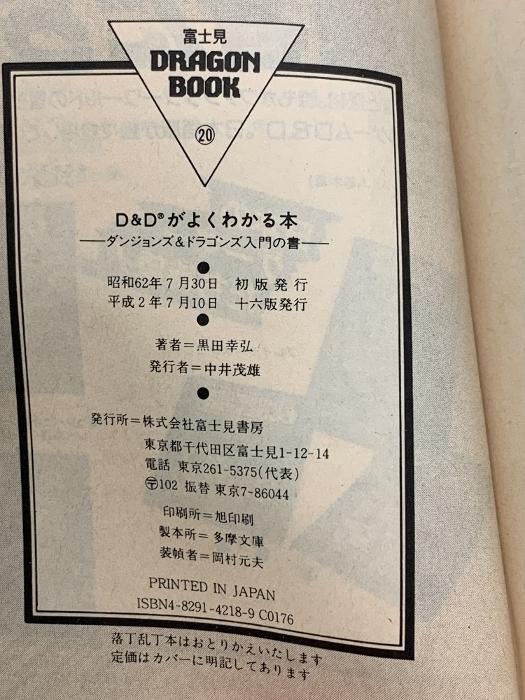 富士見
DRAGON
BOOK
⑳
D&D®がよくわかる本
──ダンジョンズ&ドラゴンズ入門の書──
●
昭和62年7月30日 初版発行
平成2年7月10日 十六版発行
●
著者=黒田幸弘
発行者=中井茂雄
●
発行所=株式会社富士見書房
東京都千代田区富士見1-12-14
電話 東京261-5375(代表)
〶102 振替 東京7-86044
印刷所=旭印刷
製本所=多摩文庫
装幀者=岡村元夫
PRINTED IN JAPAN
ISBN4-8291-4218-9 C0176
落丁乱丁本はおとりかえいたします
定価はカバーに明記してあります